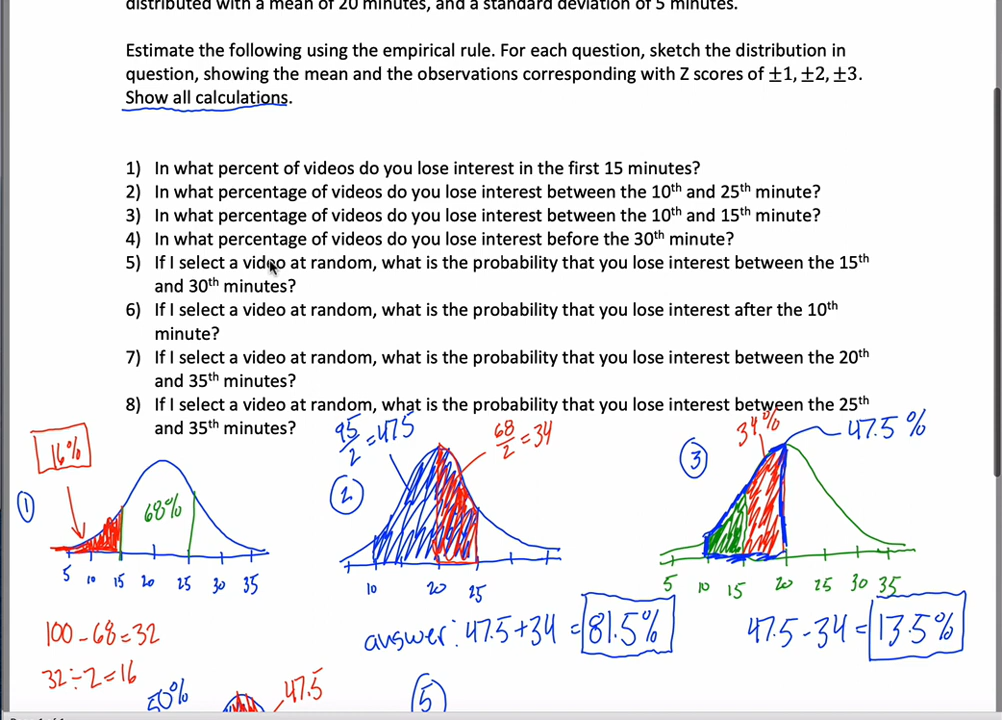 distributed with a mean of 20 minutes, and a standard deviation of 5 minutes.
Estimate the following using the empirical rule. For each question, sketch the distribution in
question, showing the mean and the observations corresponding with Z scores of ±1, ±2, ±3.
Show all calculations.
1) In what percent of videos do you lose interest in the first 15 minutes?
2) In what percentage of videos do you lose interest between the 10th and 25th minute?
3) In what percentage of videos do you lose interest between the 10th and 15th minute?
4) In what percentage of videos do you lose interest before the 30th minute?
5) If I select a video at random, what is the probability that you lose interest between the 15th
and 30th minutes?
6) If I select a video at random, what is the probability that you lose interest after the 10th
minute?
7) If I select a video at random, what is the probability that you lose interest between the 20th
and 35th minutes?
8) If I select a video at random, what is the probability that you lose interest between the 25th
and 35th minutes?
1
16%
68%
5 10 15 20 25 30 35
100 - 68 = 32
32 ÷ 2 = 16
2
95/2 = 475
68/2 = 34
10 20 25
answer: 47.5 + 34 = 81.5%
3
34%
47.5 %
5 10 15 20 25 30 35
47.5 - 34 = 13.5%
50%
47.5
5